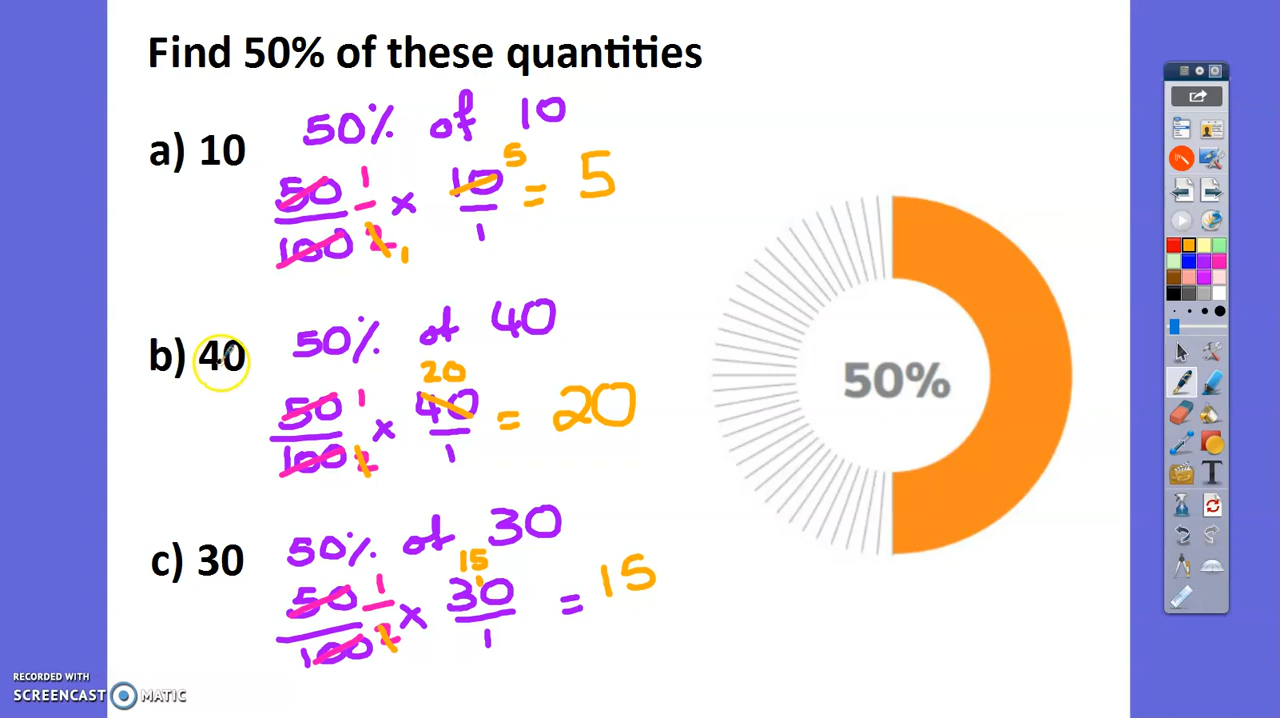 Find 50% of these quantities
a) 10
50% of 10
50/100 1/2 1 × 10/1 5 = 5
b) 40
50% of 40
50/100 1/2 × 40/1 20 = 20
c) 30
50% of 30
50/100 1/2 × 30/1 15 = 15
50%
RECORDED WITH
SCREENCAST MATIC